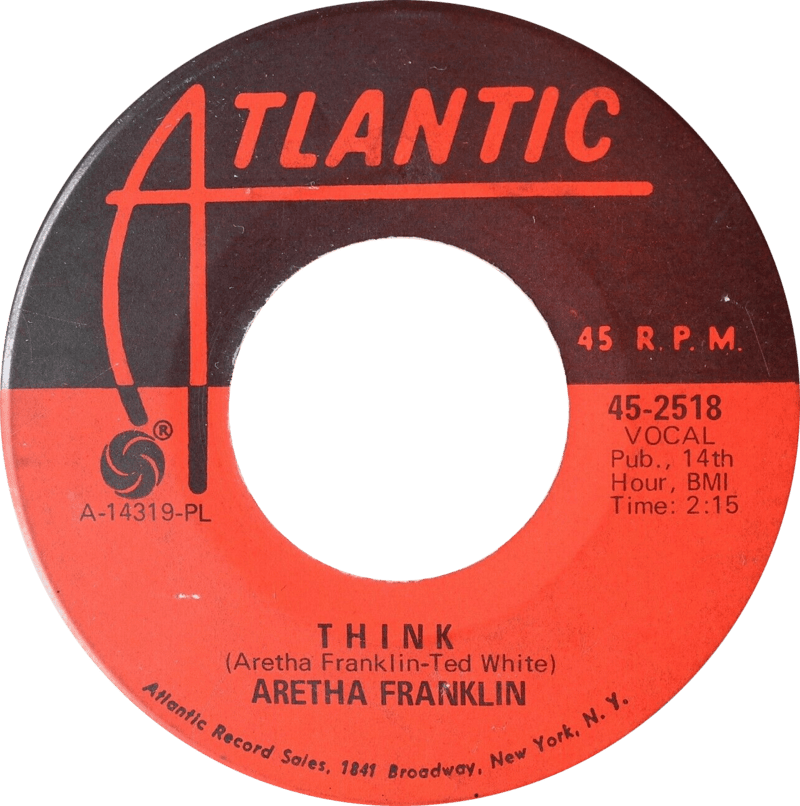 ATLANTIC
45 R.P.M.
45-2518
VOCAL
Pub., 14th
Hour, BMI
Time: 2:15
®
A-14319-PL
THINK
(Aretha Franklin-Ted White)
ARETHA FRANKLIN
Atlantic Record Sales, 1841 Broadway, New York, N.Y.